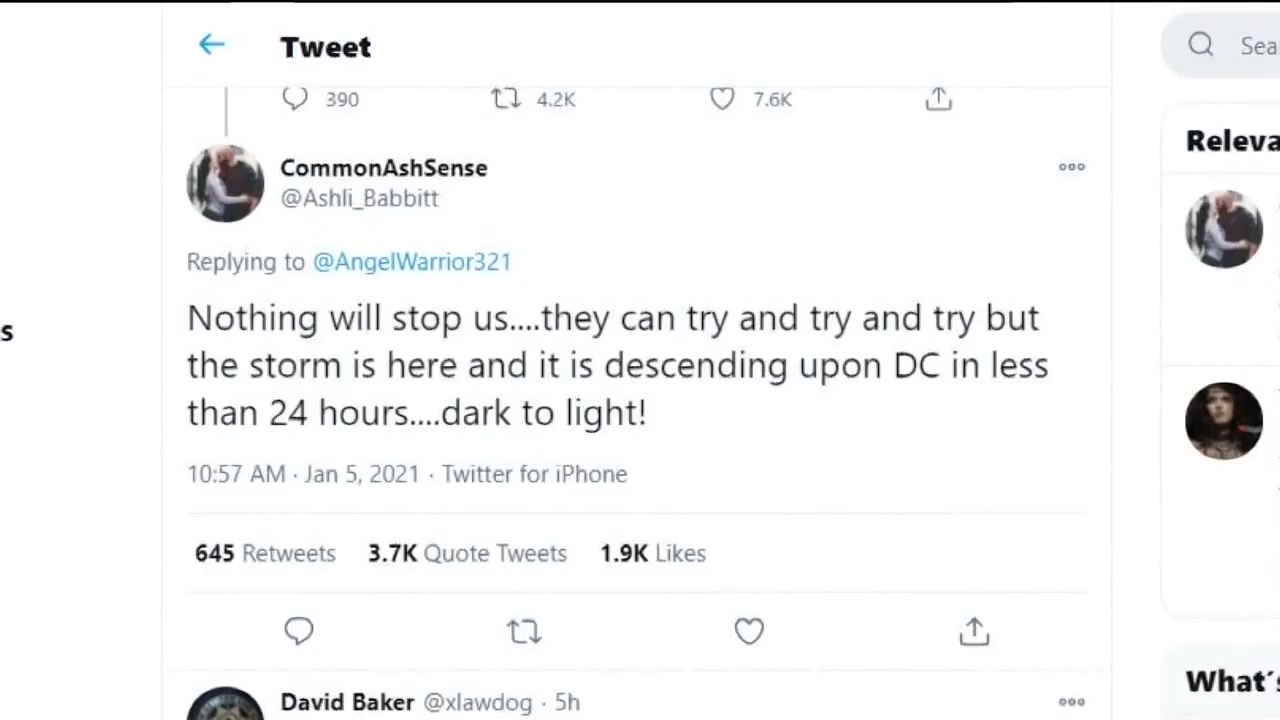 Tweet
Sea
390 4.2K 7.6K
Releva
CommonAshSense
@Ashli_Babbitt
Replying to @AngelWarrior321
Nothing will stop us....they can try and try and try but
s
the storm is here and it is descending upon DC in less
than 24 hours....dark to light!
10:57 AM · Jan 5, 2021 · Twitter for iPhone
645 Retweets 3.7K Quote Tweets 1.9K Likes
What's
David Baker @xlawdog · 5h